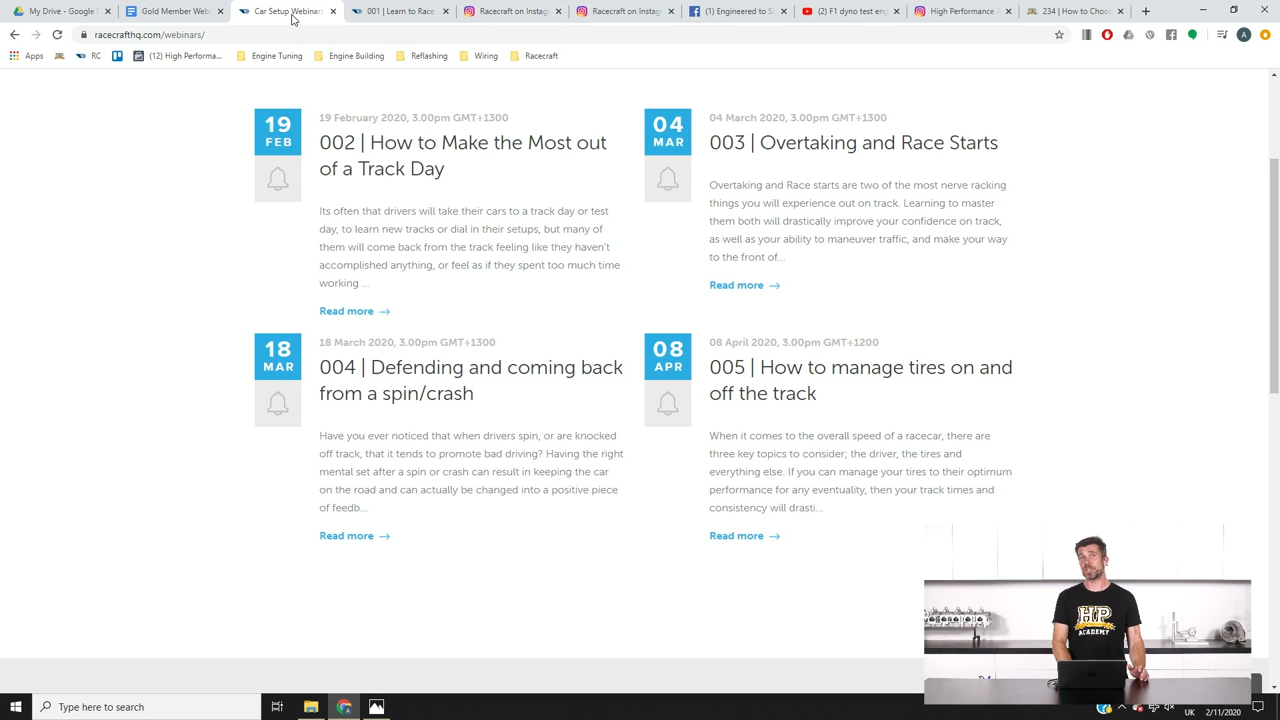 My Drive - Google
Gold Member Web
Car Setup Webinar
001 | Learn to Race
Racecraft on Instag
Racecraft on Instag
(1) Engineered to S
(2) F1 dyno test eng
High Performance
234 | How to Choo
racecrafthq.com/webinars/
A
Apps
RC
(12) High Performa...
Engine Tuning
Engine Building
Reflashing
Wiring
Racecraft
19
FEB
19 February 2020, 3.00pm GMT+1300
002 | How to Make the Most out
of a Track Day
Its often that drivers will take their cars to a track day or test
day, to learn new tracks or dial in their setups, but many of
them will come back from the track feeling like they haven't
accomplished anything, or feel as if they spent too much time
working ...
Read more
04
MAR
04 March 2020, 3.00pm GMT+1300
003 | Overtaking and Race Starts
Overtaking and Race starts are two of the most nerve racking
things you will experience out on track. Learning to master
them both will drastically improve your confidence on track,
as well as your ability to maneuver traffic, and make your way
to the front of...
Read more
18
MAR
18 March 2020, 3.00pm GMT+1300
004 | Defending and coming back
from a spin/crash
Have you ever noticed that when drivers spin, or are knocked
off track, that it tends to promote bad driving? Having the right
mental set after a spin or crash can result in keeping the car
on the road and can actually be changed into a positive piece
of feedb...
Read more
08
APR
08 April 2020, 3.00pm GMT+1200
005 | How to manage tires on and
off the track
When it comes to the overall speed of a racecar, there are
three key topics to consider; the driver, the tires and
everything else. If you can manage your tires to their optimum
performance for any eventuality, then your track times and
consistency will drasti...
Read more
HP
ACADEMY
Type here to search
UK
2/11/2020